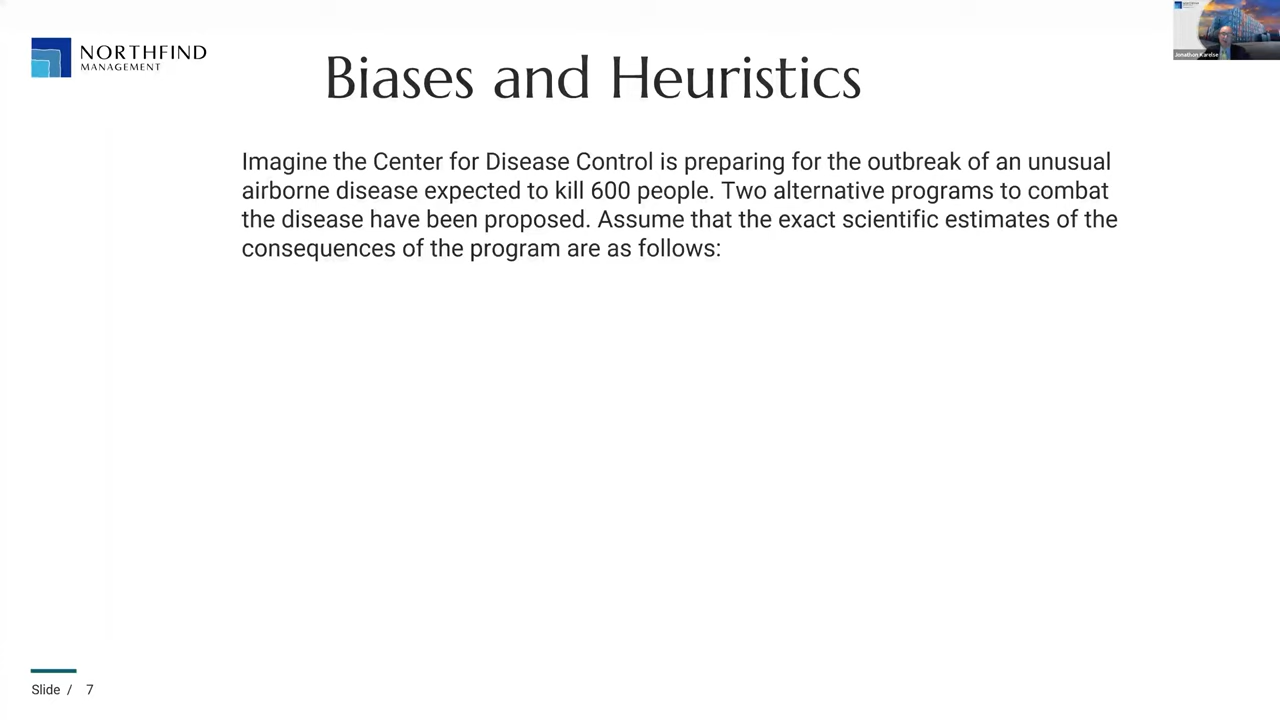 NORTHFIND
MANAGEMENT
Biases and Heuristics
Jonathan Karelse
Imagine the Center for Disease Control is preparing for the outbreak of an unusual
airborne disease expected to kill 600 people. Two alternative programs to combat
the disease have been proposed. Assume that the exact scientific estimates of the
consequences of the program are as follows:
Slide / 7